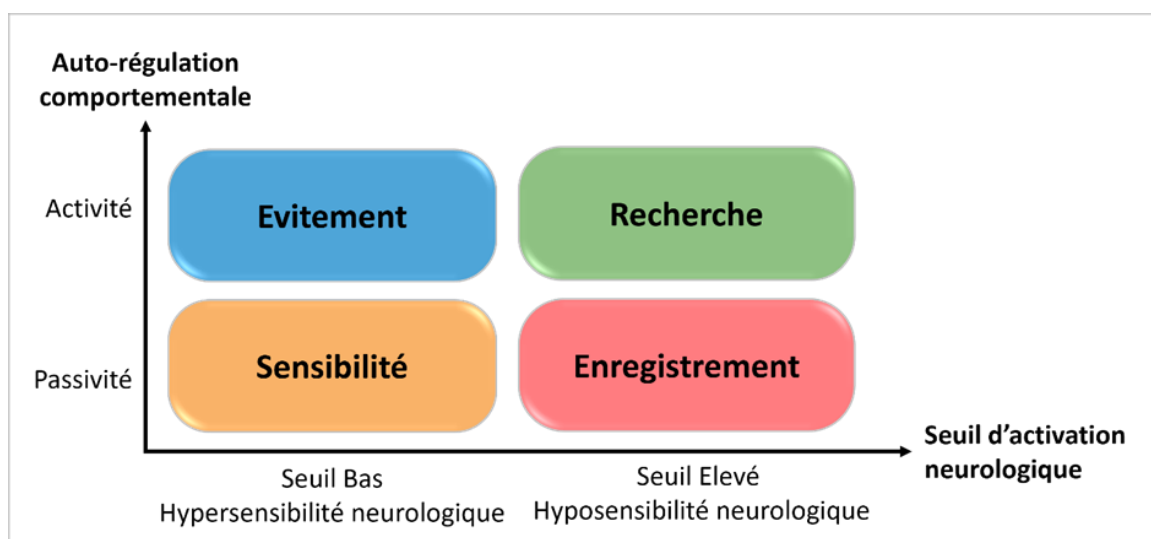 Auto-régulation
comportementale
Activité
Evitement
Recherche
Passivité
Sensibilité
Enregistrement
Seuil d’activation
neurologique
Seuil Bas
Hypersensibilité neurologique
Seuil Elevé
Hyposensibilité neurologique